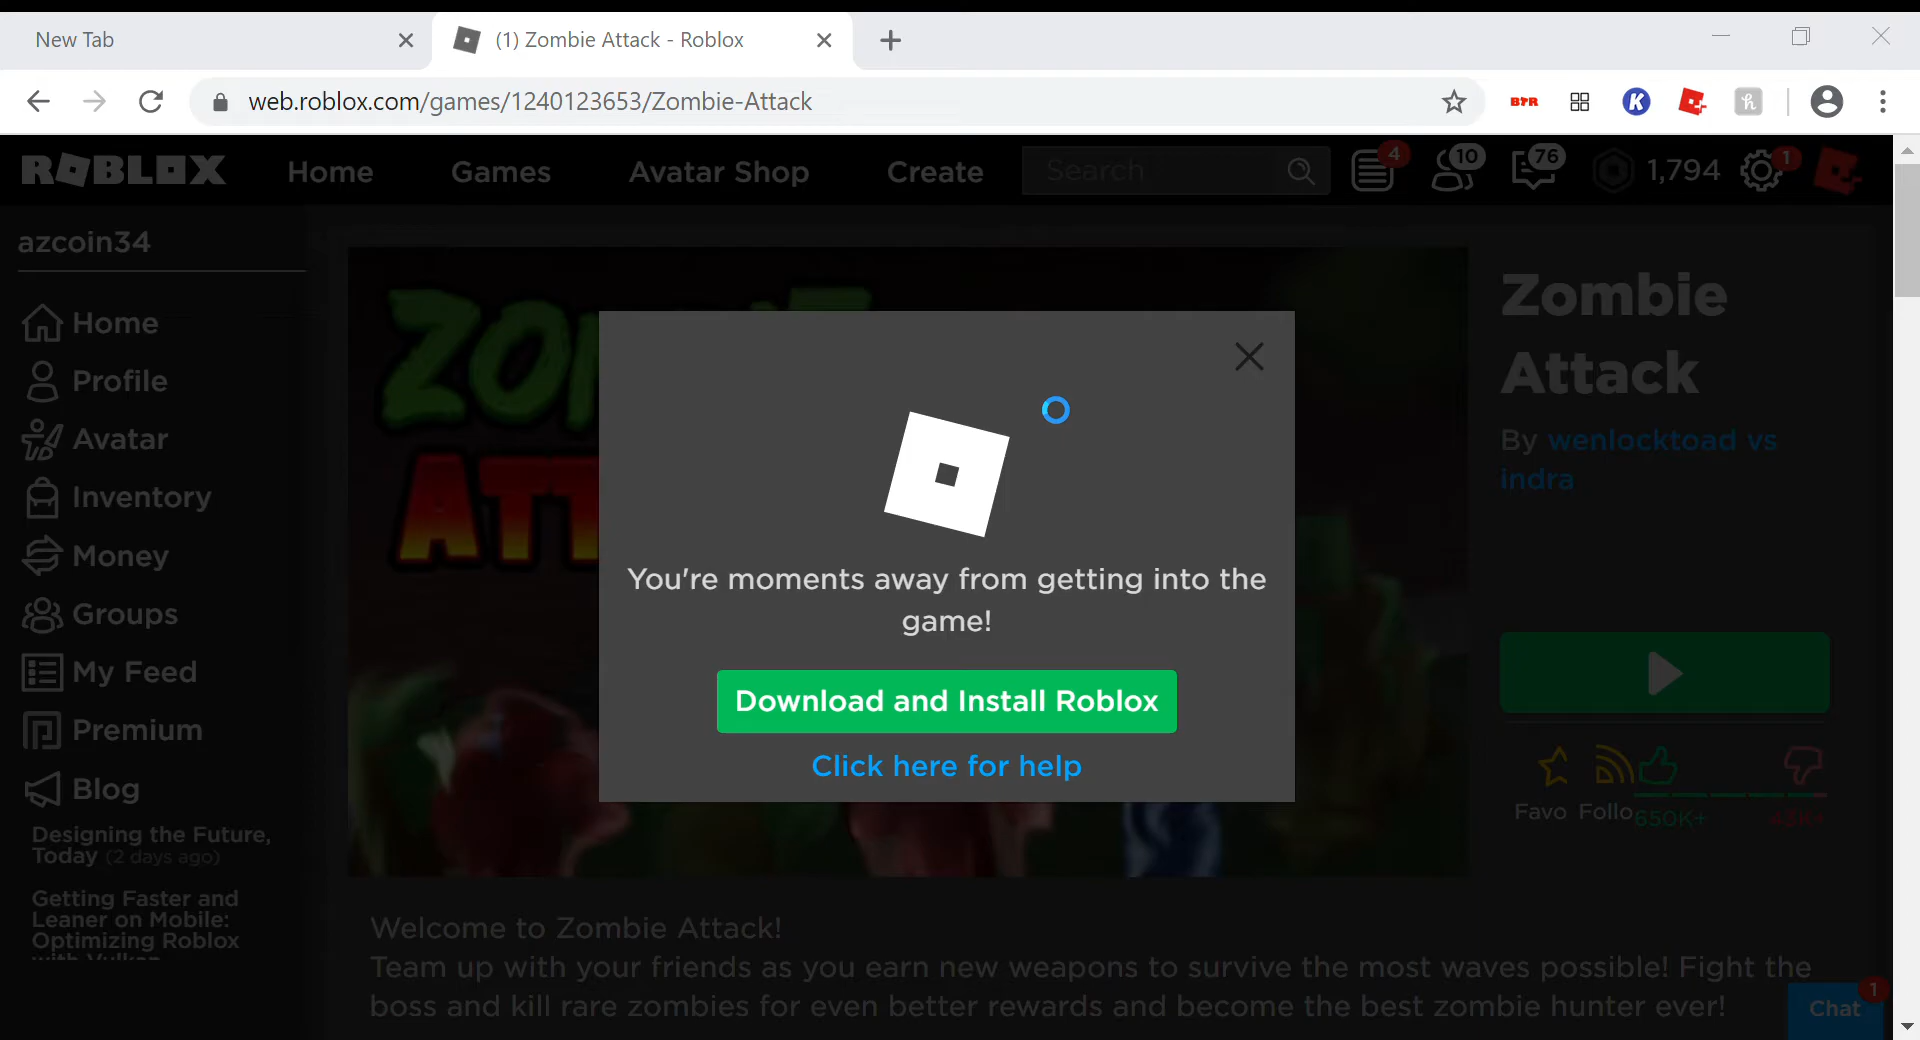 New Tab
(1) Zombie Attack - Roblox
web.roblox.com/games/1240123653/Zombie-Attack
BTR
K
h
ROBLOX
Home
Games
Avatar Shop
Create
Search
4
10
76
1,794
1
azcoin34
Home
Profile
Avatar
Inventory
Money
Groups
My Feed
Premium
Blog
Designing the Future,
Today (2 days ago)
Getting Faster and
Leaner on Mobile:
Optimizing Roblox
with Vulkan
You're moments away from getting into the
game!
Download and Install Roblox
Click here for help
Zombie
Attack
By wenlocktoad vs
indra
Favo
Follo
650K+
43K+
Welcome to Zombie Attack!
Team up with your friends as you earn new weapons to survive the most waves possible! Fight the
boss and kill rare zombies for even better rewards and become the best zombie hunter ever!
Chat
1